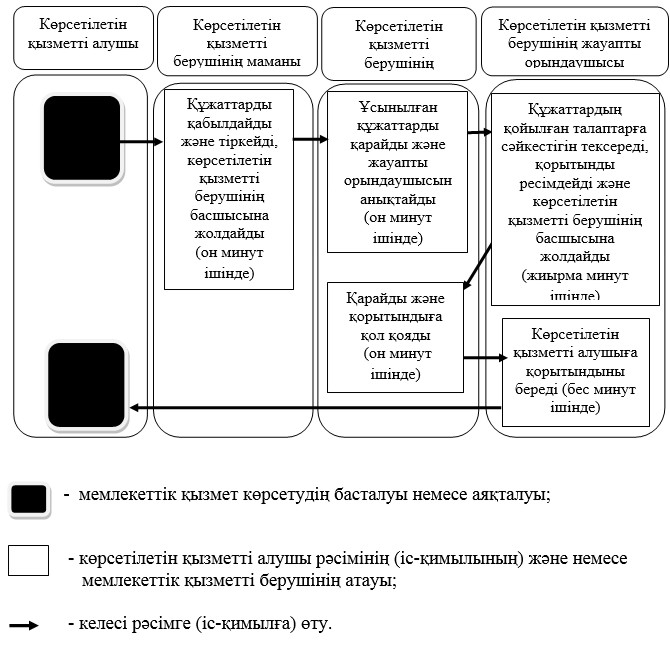 Көрсетілетін
қызметті алушы
Көрсетілетін
қызметті
берушінің маманы
Көрсетілетін
қызметті
берушінің
Көрсетілетін қызметті
берушінің жауапты
орындаушысы
Құжаттарды
қабылдайды
және тіркейді,
көрсетілетін
қызметті
берушінің
басшысына
жолдайды
(он минут
ішінде)
Ұсынылған
құжаттарды
қарайды және
жауапты
орындаушысын
анықтайды
(он минут
ішінде)
Құжаттардың
қойылған талаптарға
сәйкестігін тексереді,
қорытынды
ресімдейді және
көрсетілетін
қызметті берушінің
басшысына
жолдайды
(жиырма минут
ішінде)
Қарайды және
қорытындыға
қол қояды
(он минут
ішінде)
Көрсетілетін
қызметті алушыға
қорытындыны
береді (бес минут
ішінде)
- мемлекеттік қызмет көрсетудің басталуы немесе аяқталуы;
- көрсетілетін қызметті алушы рәсімінің (іс-қимылының) және немесе
мемлекеттік қызметті берушінің атауы;
- келесі рәсімге (іс-қимылға) өту.